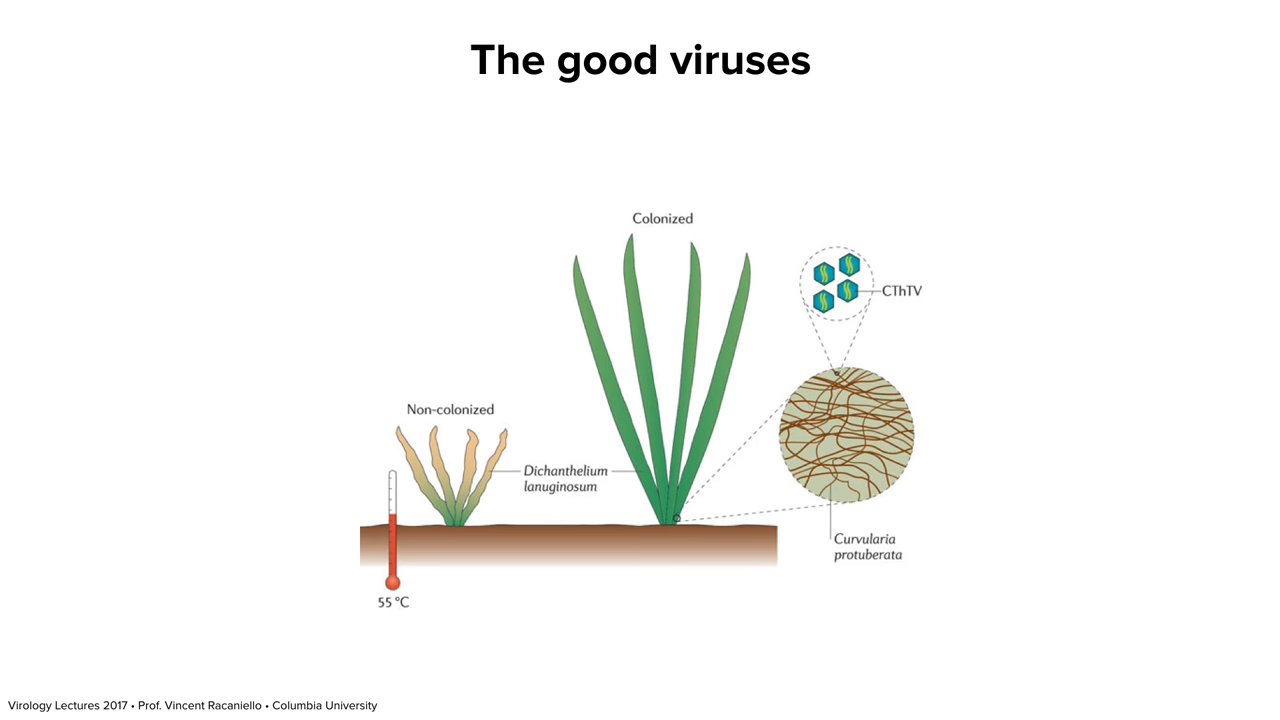 The good viruses
Colonized
CThTV
Non-colonized
Dichanthelium
lanuginosum
Curvularia
protuberata
55 °C
Virology Lectures 2017 • Prof. Vincent Racaniello • Columbia University